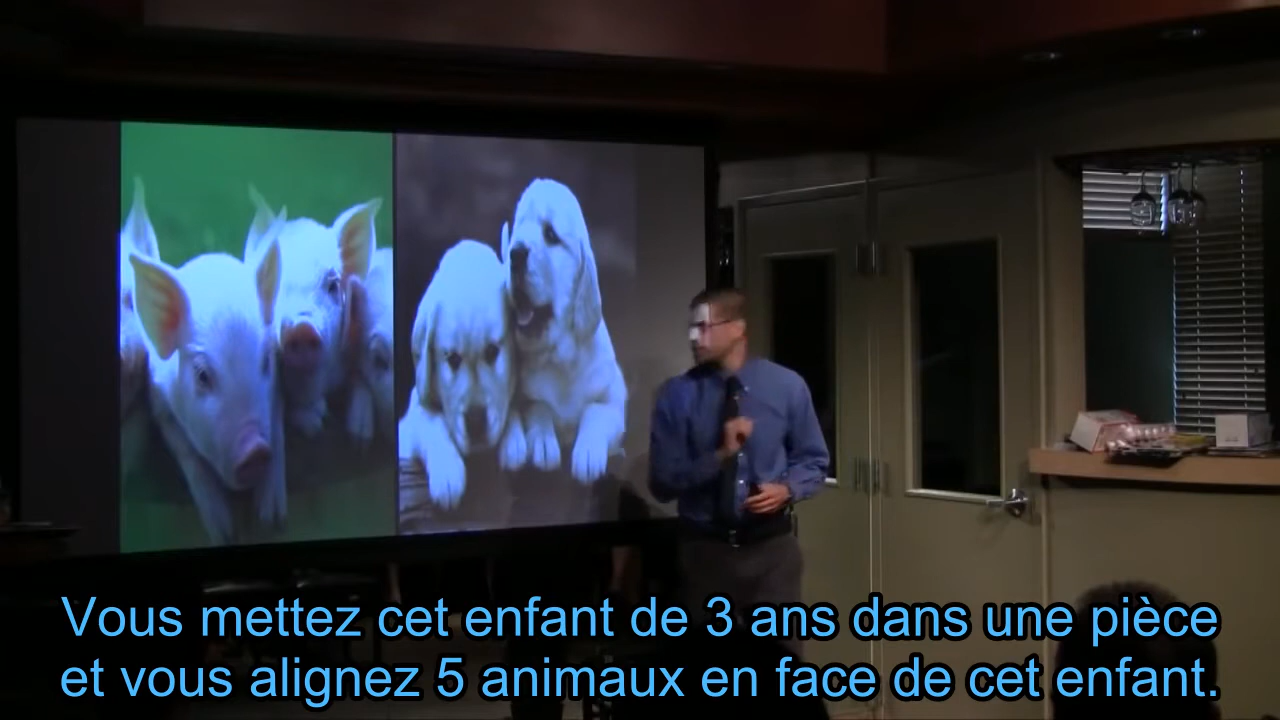 Vous mettez cet enfant de 3 ans dans une pièce
et vous alignez 5 animaux en face de cet enfant.